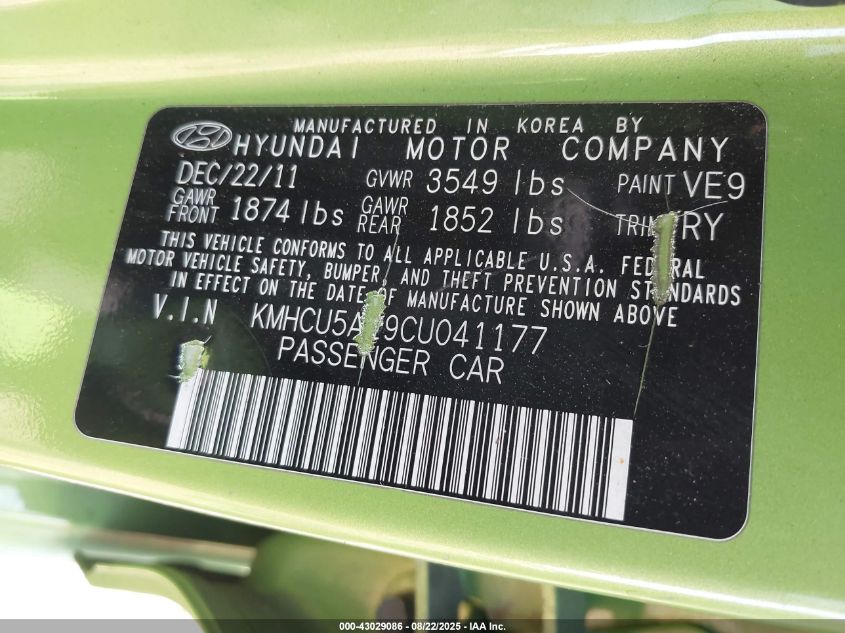 MANUFACTURED IN KOREA BY
HYUNDAI MOTOR COMPANY
DEC/22/11 GVWR 3549 lbs PAINT VE9
GAWR FRONT 1874 lbs GAWR REAR 1852 lbs RY
THIS VEHICLE CONFORMS TO ALL APPLICABLE U.S.A. FEDERAL
MOTOR VEHICLE SAFETY, BUMPER, AND THEFT PREVENTION STANDARDS
IN EFFECT ON THE DATE OF MANUFACTURE SHOWN ABOVE
V.I.N
PASSENGER CAR
000-43029086 - 08/22/2025 - IAA Inc.